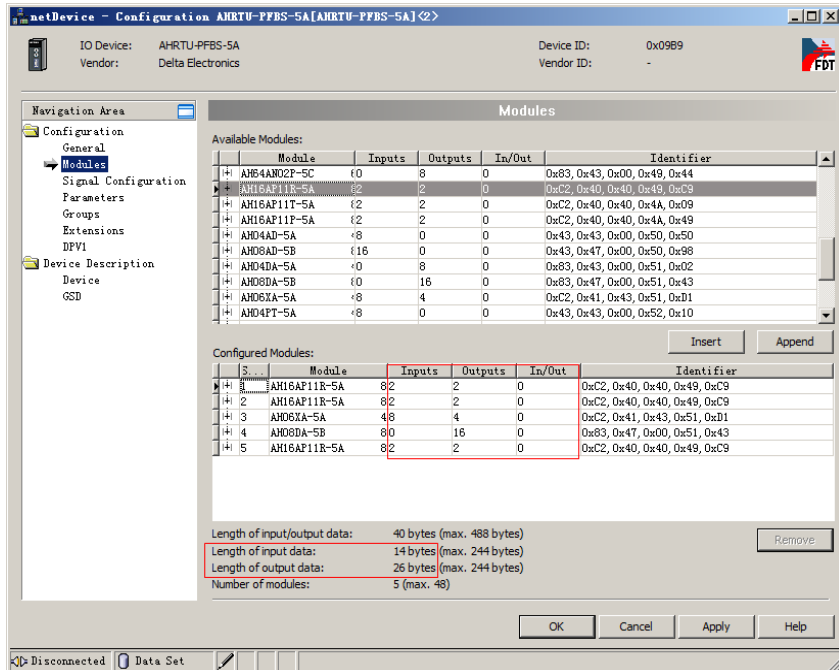 netDevice - Configuration AHRTU-PFBS-5A[AHRTU-PFBS-5A]<2>
IO Device: AHRTU-PFBS-5A Device ID: 0x09B9
Vendor: Delta Electronics Vendor ID: -
FDT
Navigation Area
Configuration
General
Modules
Signal Configuration
Parameters
Groups
Extensions
DPV1
Device Description
Device
GSD
Modules
Available Modules:
Module Inputs Outputs In/Out Identifier
AH64AN02P-5C 0 8 0 0x83, 0x43, 0x00, 0x49, 0x44
AH16AP11R-5A 2 2 0 0xC2, 0x40, 0x40, 0x49, 0xC9
AH16AP11T-5A 2 2 0 0xC2, 0x40, 0x40, 0x4A, 0x09
AH16AP11P-5A 2 2 0 0xC2, 0x40, 0x40, 0x4A, 0x49
AH04AD-5A 8 0 0 0x43, 0x43, 0x00, 0x50, 0x50
AH08AD-5B 16 0 0 0x43, 0x47, 0x00, 0x50, 0x98
AH04DA-5A 0 8 0 0x83, 0x43, 0x00, 0x51, 0x02
AH08DA-5B 0 16 0 0x83, 0x47, 0x00, 0x51, 0x43
AH06XA-5A 8 4 0 0xC2, 0x41, 0x43, 0x51, 0xD1
AH04PT-5A 8 0 0 0x43, 0x43, 0x00, 0x52, 0x10
Insert Append
Configured Modules:
S... Module Inputs Outputs In/Out Identifier
1 AH16AP11R-5A 8 2 2 0 0xC2, 0x40, 0x40, 0x49, 0xC9
2 AH16AP11R-5A 8 2 2 0 0xC2, 0x40, 0x40, 0x49, 0xC9
3 AH06XA-5A 4 8 4 0 0xC2, 0x41, 0x43, 0x51, 0xD1
4 AH08DA-5B 8 0 16 0 0x83, 0x47, 0x00, 0x51, 0x43
5 AH16AP11R-5A 8 2 2 0 0xC2, 0x40, 0x40, 0x49, 0xC9
Length of input/output data: 40 bytes (max. 488 bytes)
Length of input data: 14 bytes (max. 244 bytes)
Length of output data: 26 bytes (max. 244 bytes)
Number of modules: 5 (max. 48)
Remove
OK Cancel Apply Help
Disconnected Data Set